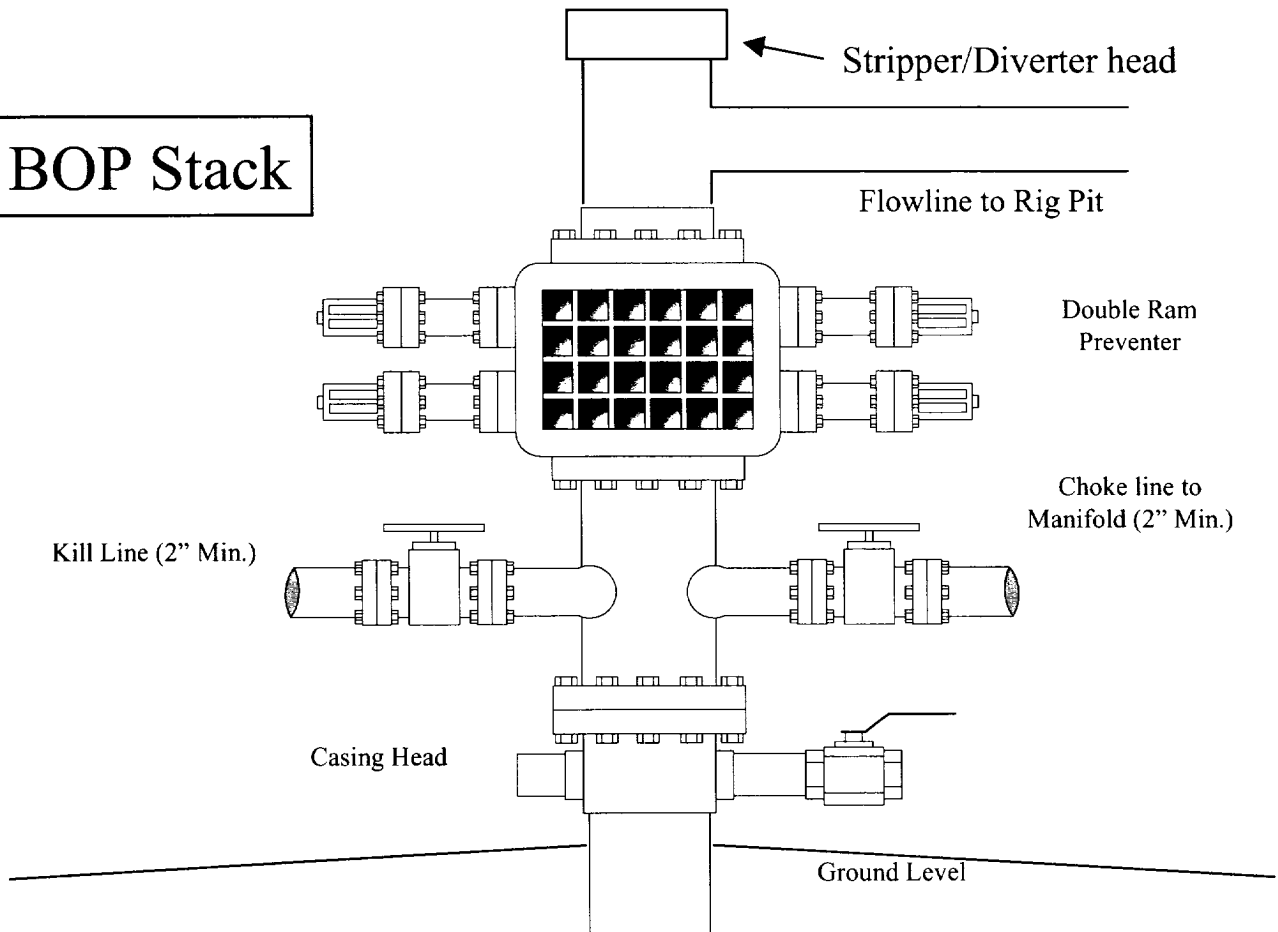 Stripper/Diverter head
BOP Stack
Flowline to Rig Pit
Double Ram
Preventer
Choke line to
Manifold (2” Min.)
Kill Line (2” Min.)
Casing Head
Ground Level